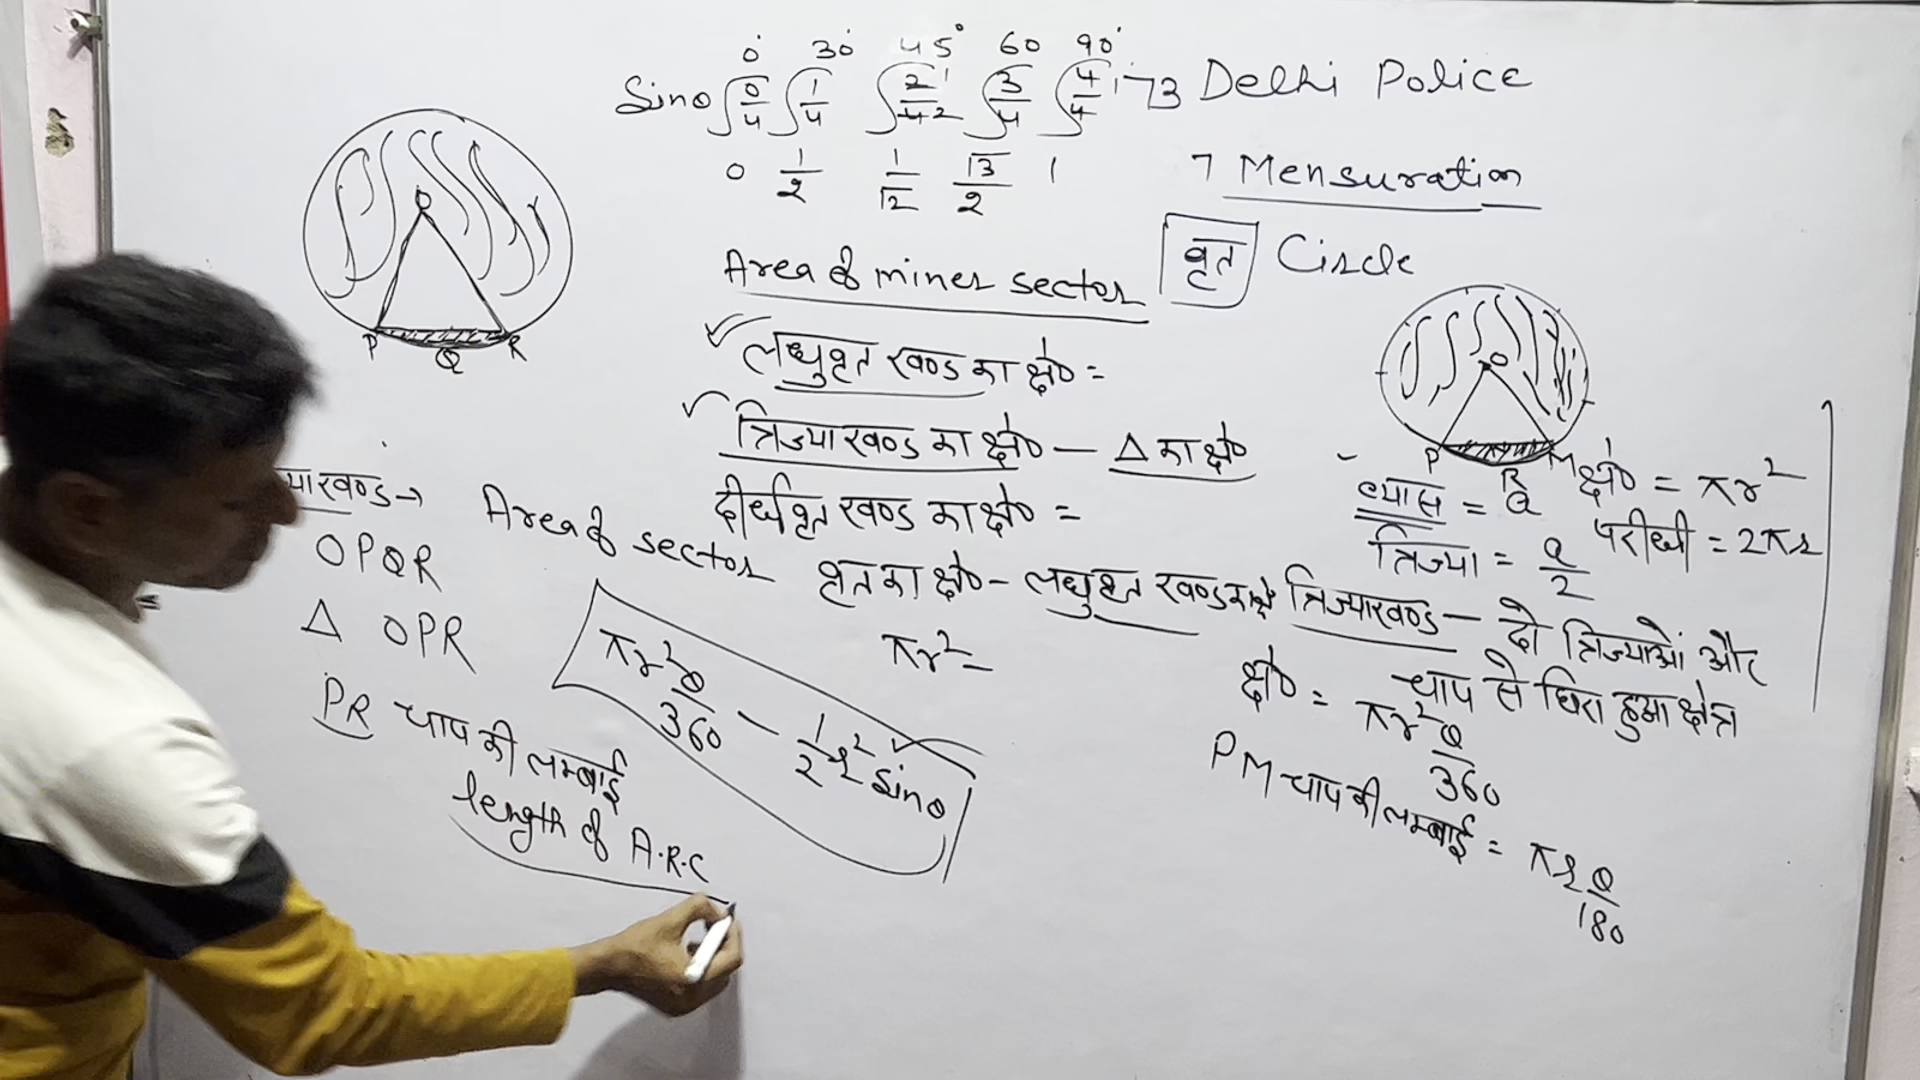 0° 30° 45° 60 90°
Sinθ √0/4 √1/4 √2/4 1 2 √3/4 √4/4
73 Delhi Police
0 1/2 1/√2 √3/2 1
7 Mensuration
वृत Circle
Area of miner sector
O
P Q R
लघुवृत खण्ड का क्षे० =
त्रिज्याखण्ड का क्षे० — Δ का क्षे०
दीर्घवृत खण्ड का क्षे० =
वृत का क्षे० - लघुवृत खण्ड का क्षे०
πr² -
O
P R M
क्षे० = πr²
व्यास = Q
परीधी = 2πr
त्रिज्या = Q/2
त्रिज्याखण्ड — दो त्रिज्याओं और
चाप से घिरा हुआ क्षेत्र
क्षे० = πr² θ/360
PM चाप की लम्बाई = πr θ/180
याखण्ड → Area of sector
OPQR
Δ OPR
PR चाप की लम्बाई
length of A.R.C
πr² θ/360 — 1/2 r² sinθ